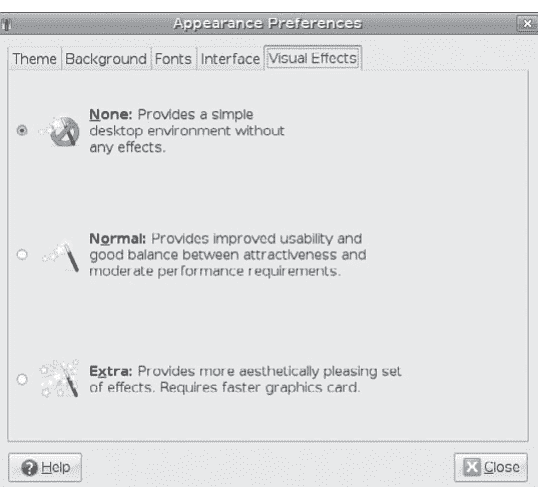 Appearance Preferences
Theme Background Fonts Interface Visual Effects
None: Provides a simple
desktop environment without
any effects.
Normal: Provides improved usability and
good balance between attractiveness and
moderate performance requirements.
Extra: Provides more aesthetically pleasing set
of effects. Requires faster graphics card.
Help Close